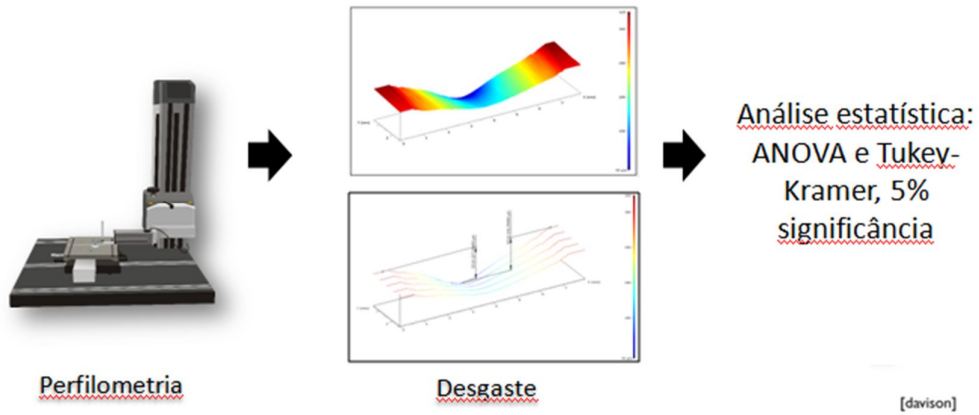 Análise estatística:
ANOVA e Tukey-
Kramer, 5%
significância
Perfilometria
Desgaste
[davison]